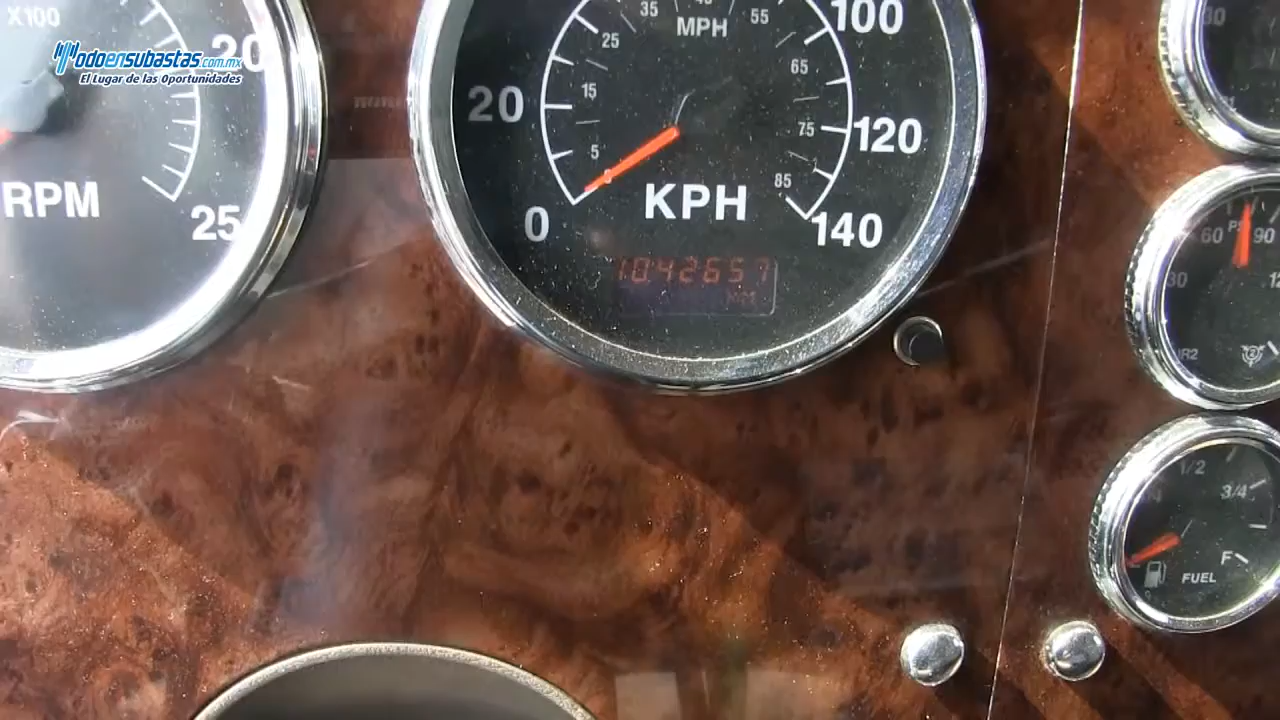 X100
TodoenSubastas.com.mx
El Lugar de las Oportunidades
20
RPM
25
35
MPH
55
25
65
15
75
5
85
20
100
120
0
KPH
140
1042657
60
90
30
1/2
3/4
F
FUEL